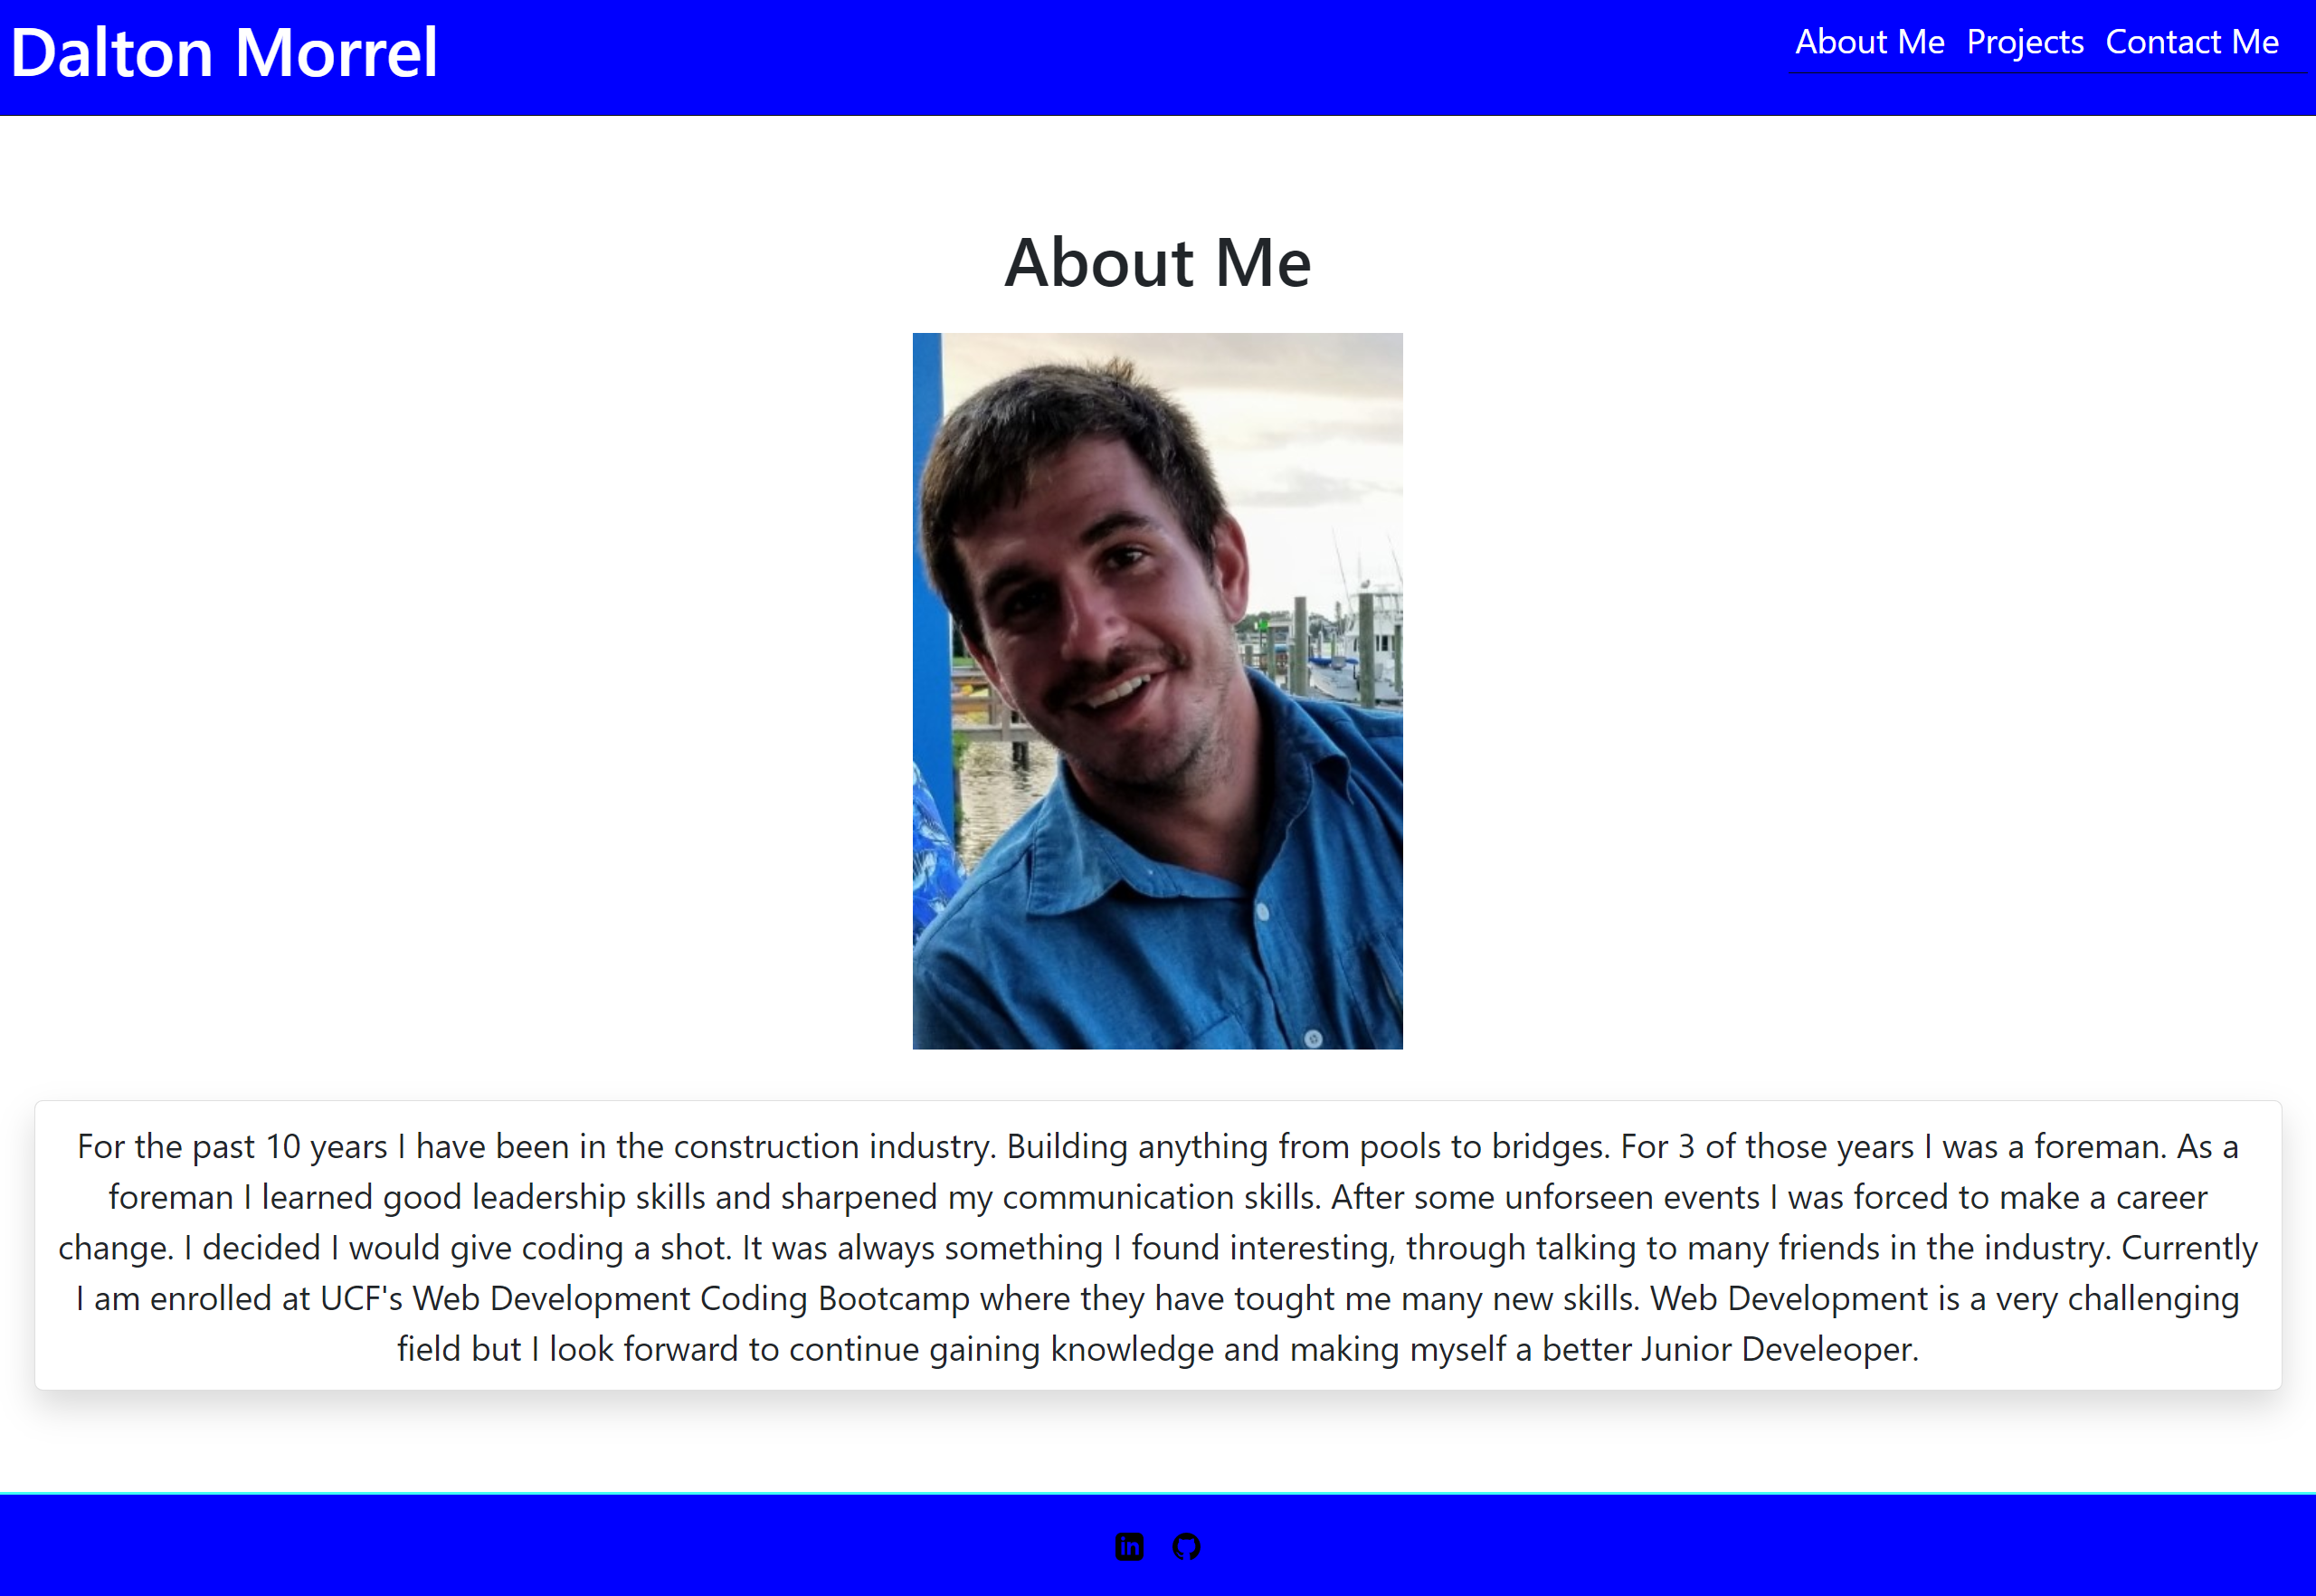 Dalton Morrel
About Me Projects Contact Me
About Me
For the past 10 years I have been in the construction industry. Building anything from pools to bridges. For 3 of those years I was a foreman. As a
foreman I learned good leadership skills and sharpened my communication skills. After some unforseen events I was forced to make a career
change. I decided I would give coding a shot. It was always something I found interesting, through talking to many friends in the industry. Currently
I am enrolled at UCF's Web Development Coding Bootcamp where they have tought me many new skills. Web Development is a very challenging
field but I look forward to continue gaining knowledge and making myself a better Junior Develeoper.
in